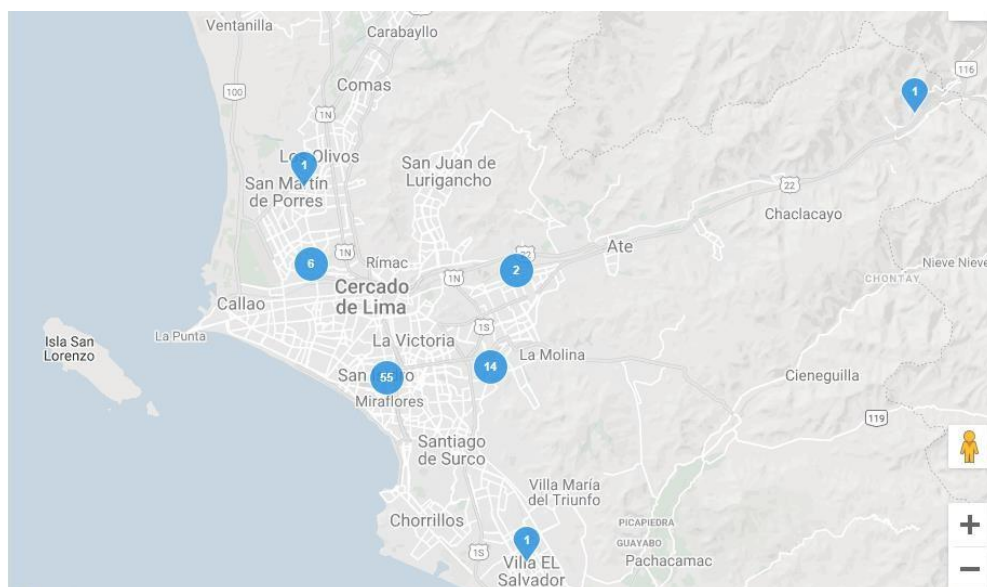 Ventanilla
Carabayllo
116
Comas
100
1
1N
1
Los Olivos
San Martín
de Porres
San Juan de
Lurigancho
22
Chaclacayo
6
1N
Rímac
1N
2
22
Ate
Nieve Nieve
CHONTAY
Callao
Cercado
de Lima
La Punta
Isla San
Lorenzo
La Victoria
1S
La Molina
San
55
14
Miraflores
Cieneguilla
119
Santiago
de Surco
Villa María
del Triunfo
Chorrillos
PICAPIEDRA
1S
1
GUAYABO
Pachacamac
Villa EL
Salvador
+
−